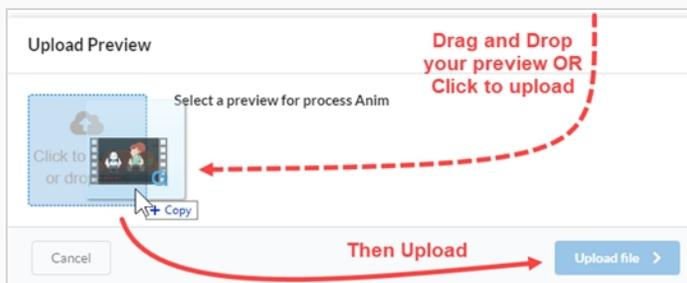 Upload Preview
Drag and Drop
your preview OR
Click to upload
Select a preview for process Anim
Click to
or drop
+ Copy
Then Upload
Cancel
Upload file